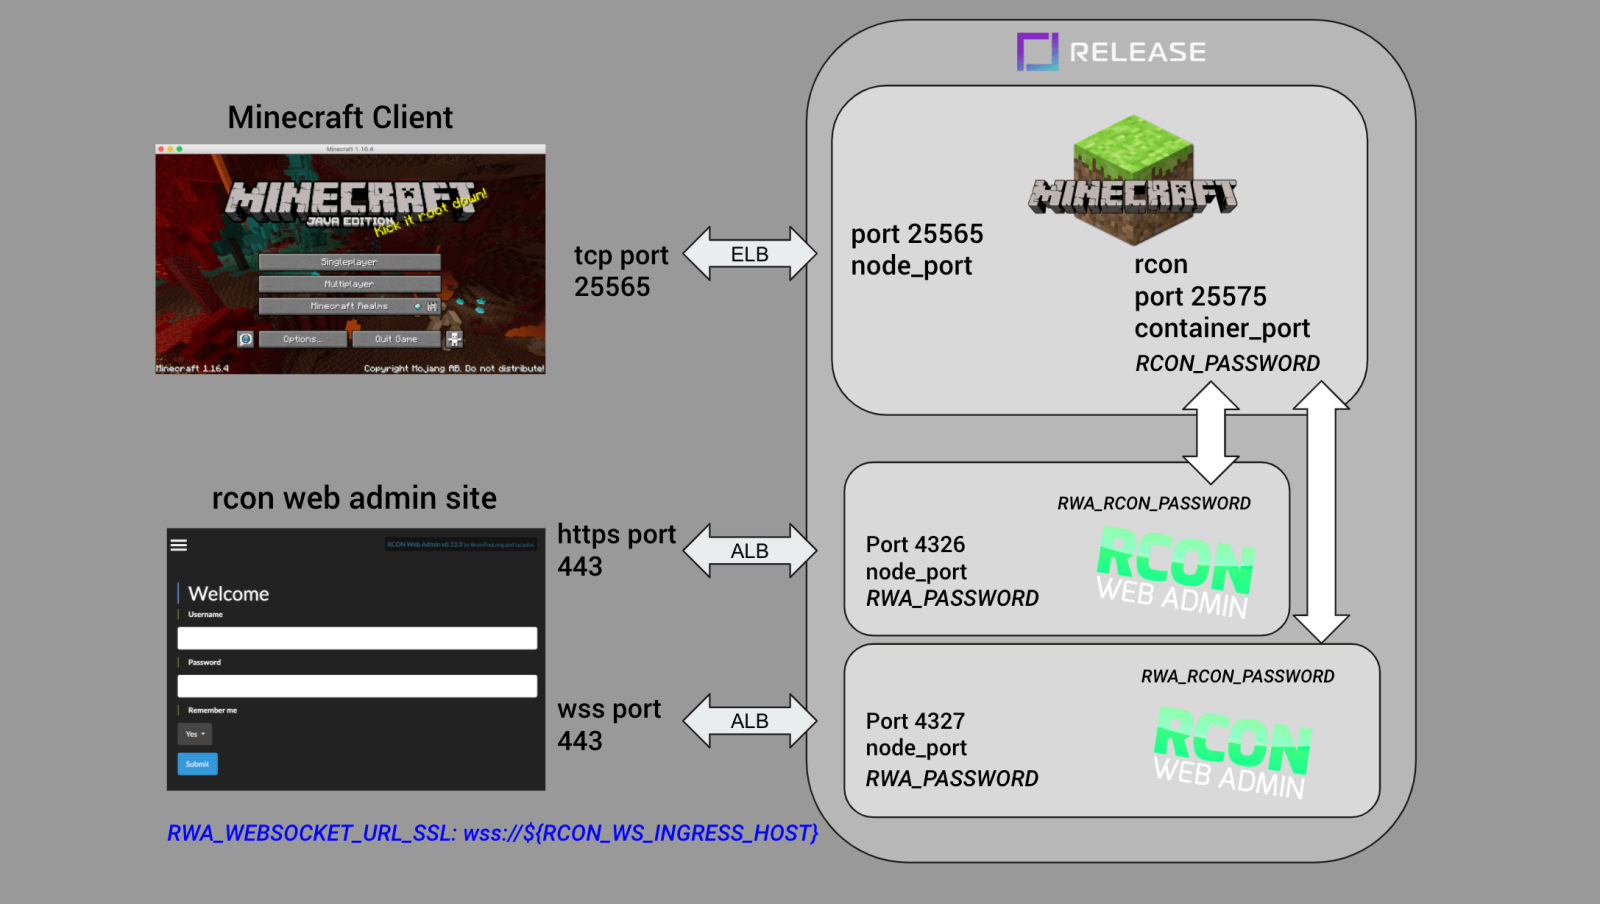 RELEASE
Minecraft Client
Minecraft 1.16.4
MINECRAFT
JAVA EDITION
Kick it root down!
Singleplayer
Multiplayer
Minecraft Realms
Options...
Quit Game
Minecraft 1.16.4
Copyright Mojang AB. Do not distribute!
tcp port
25565
ELB
port 25565
node_port
MINECRAFT
rcon
port 25575
container_port
RCON_PASSWORD
rcon web admin site
RCON Web Admin v0.13.3 by
Welcome
Username
Password
Remember me
Yes
Submit
https port
443
ALB
RWA_RCON_PASSWORD
Port 4326
node_port
RWA_PASSWORD
RCON
WEB ADMIN
wss port
443
ALB
RWA_RCON_PASSWORD
Port 4327
node_port
RWA_PASSWORD
RCON
WEB ADMIN
RWA_WEBSOCKET_URL_SSL: wss://${RCON_WS_INGRESS_HOST}